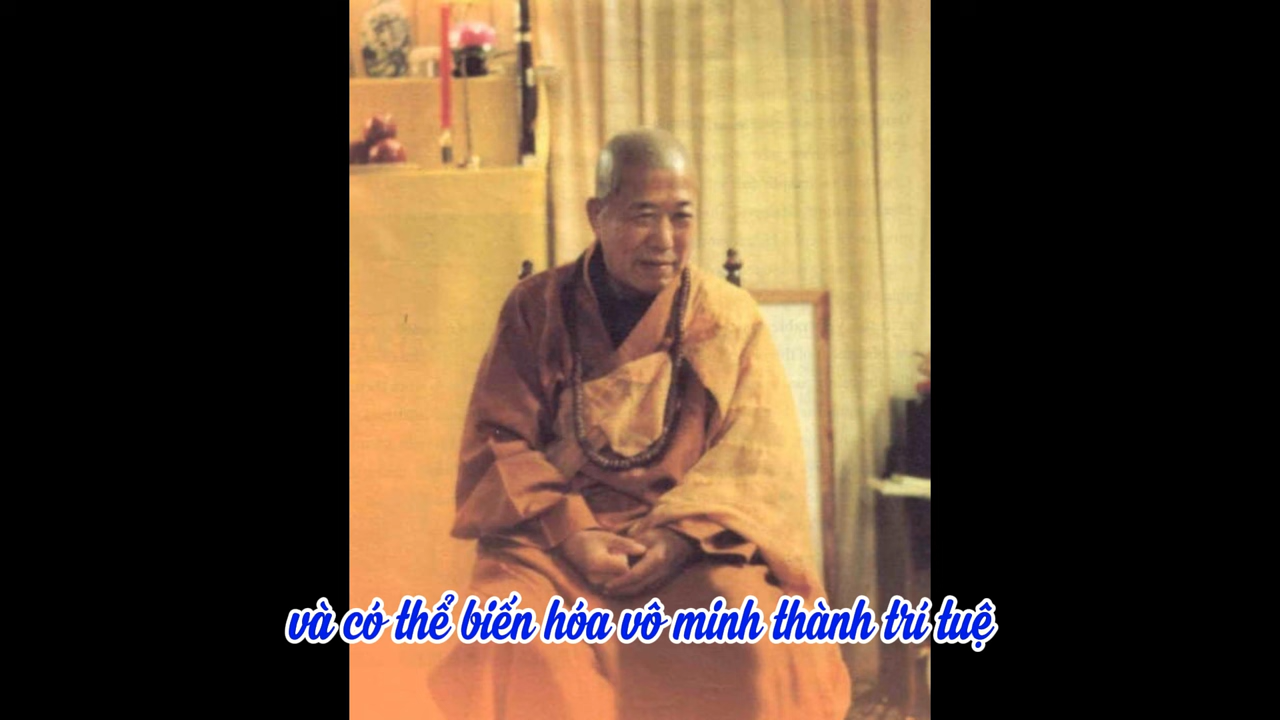 và có thể biến hóa vô minh thành trí tuệ